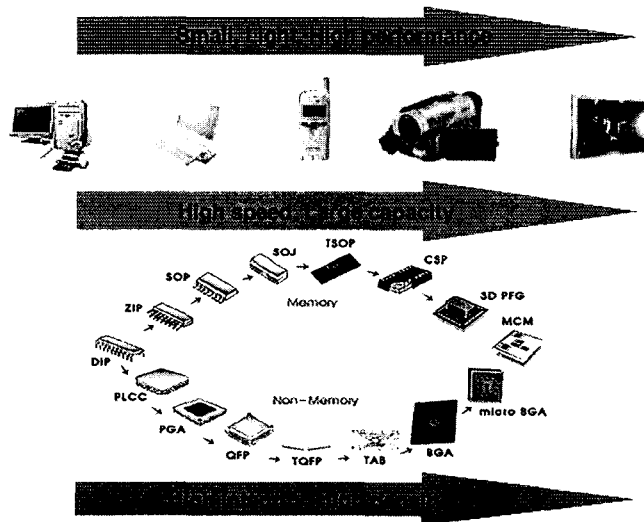 Small, Light, High performance
High speed, Large capacity
SOJ
TSOP
CSP
SOP
3D PFG
Memory
ZIP
MCM
DIP
PLCC
Non-Memory
micro BGA
PGA
QFP
TQFP
TAB
BGA